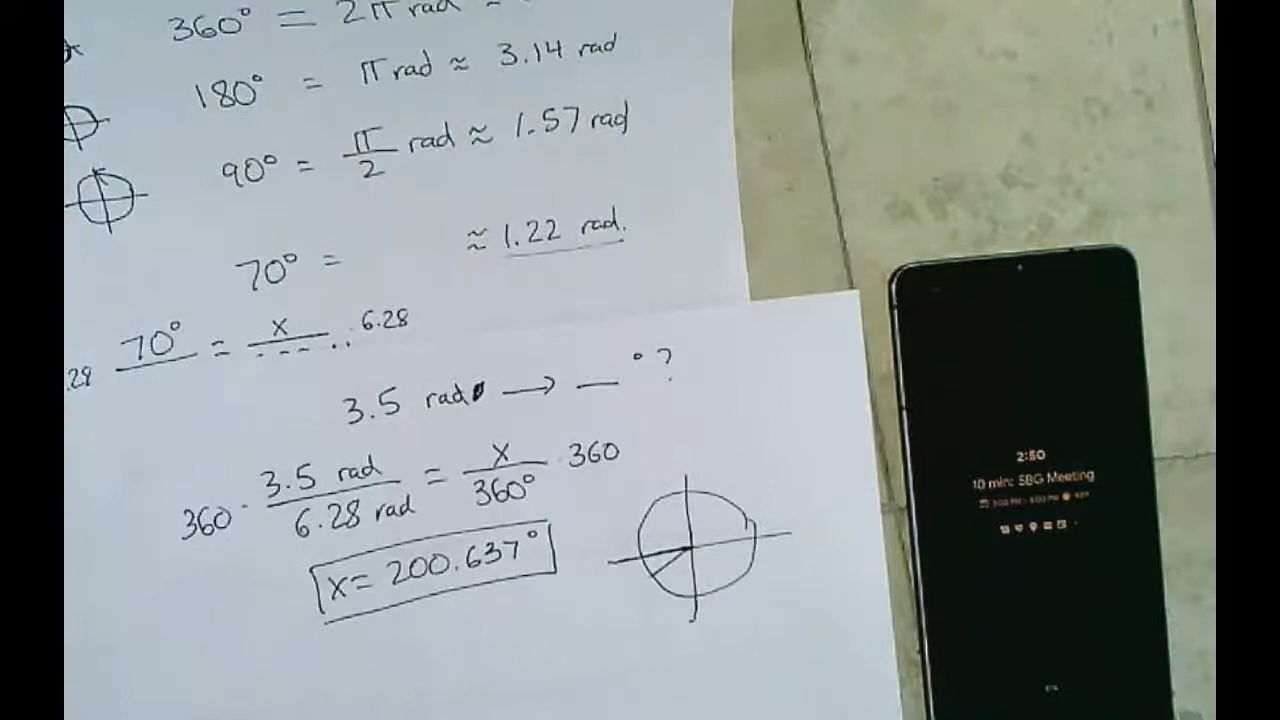 360° = 2π rad ≈
180° = π rad ≈ 3.14 rad
90° = π/2 rad ≈ 1.57 rad
70° = ≈ 1.22 rad.
.28 70° = x 6.28
3.5 rad → __ °?
360 · 3.5 rad / 6.28 rad = x / 360° · 360
x = 200.637°
2:50
10 min: SBG Meeting